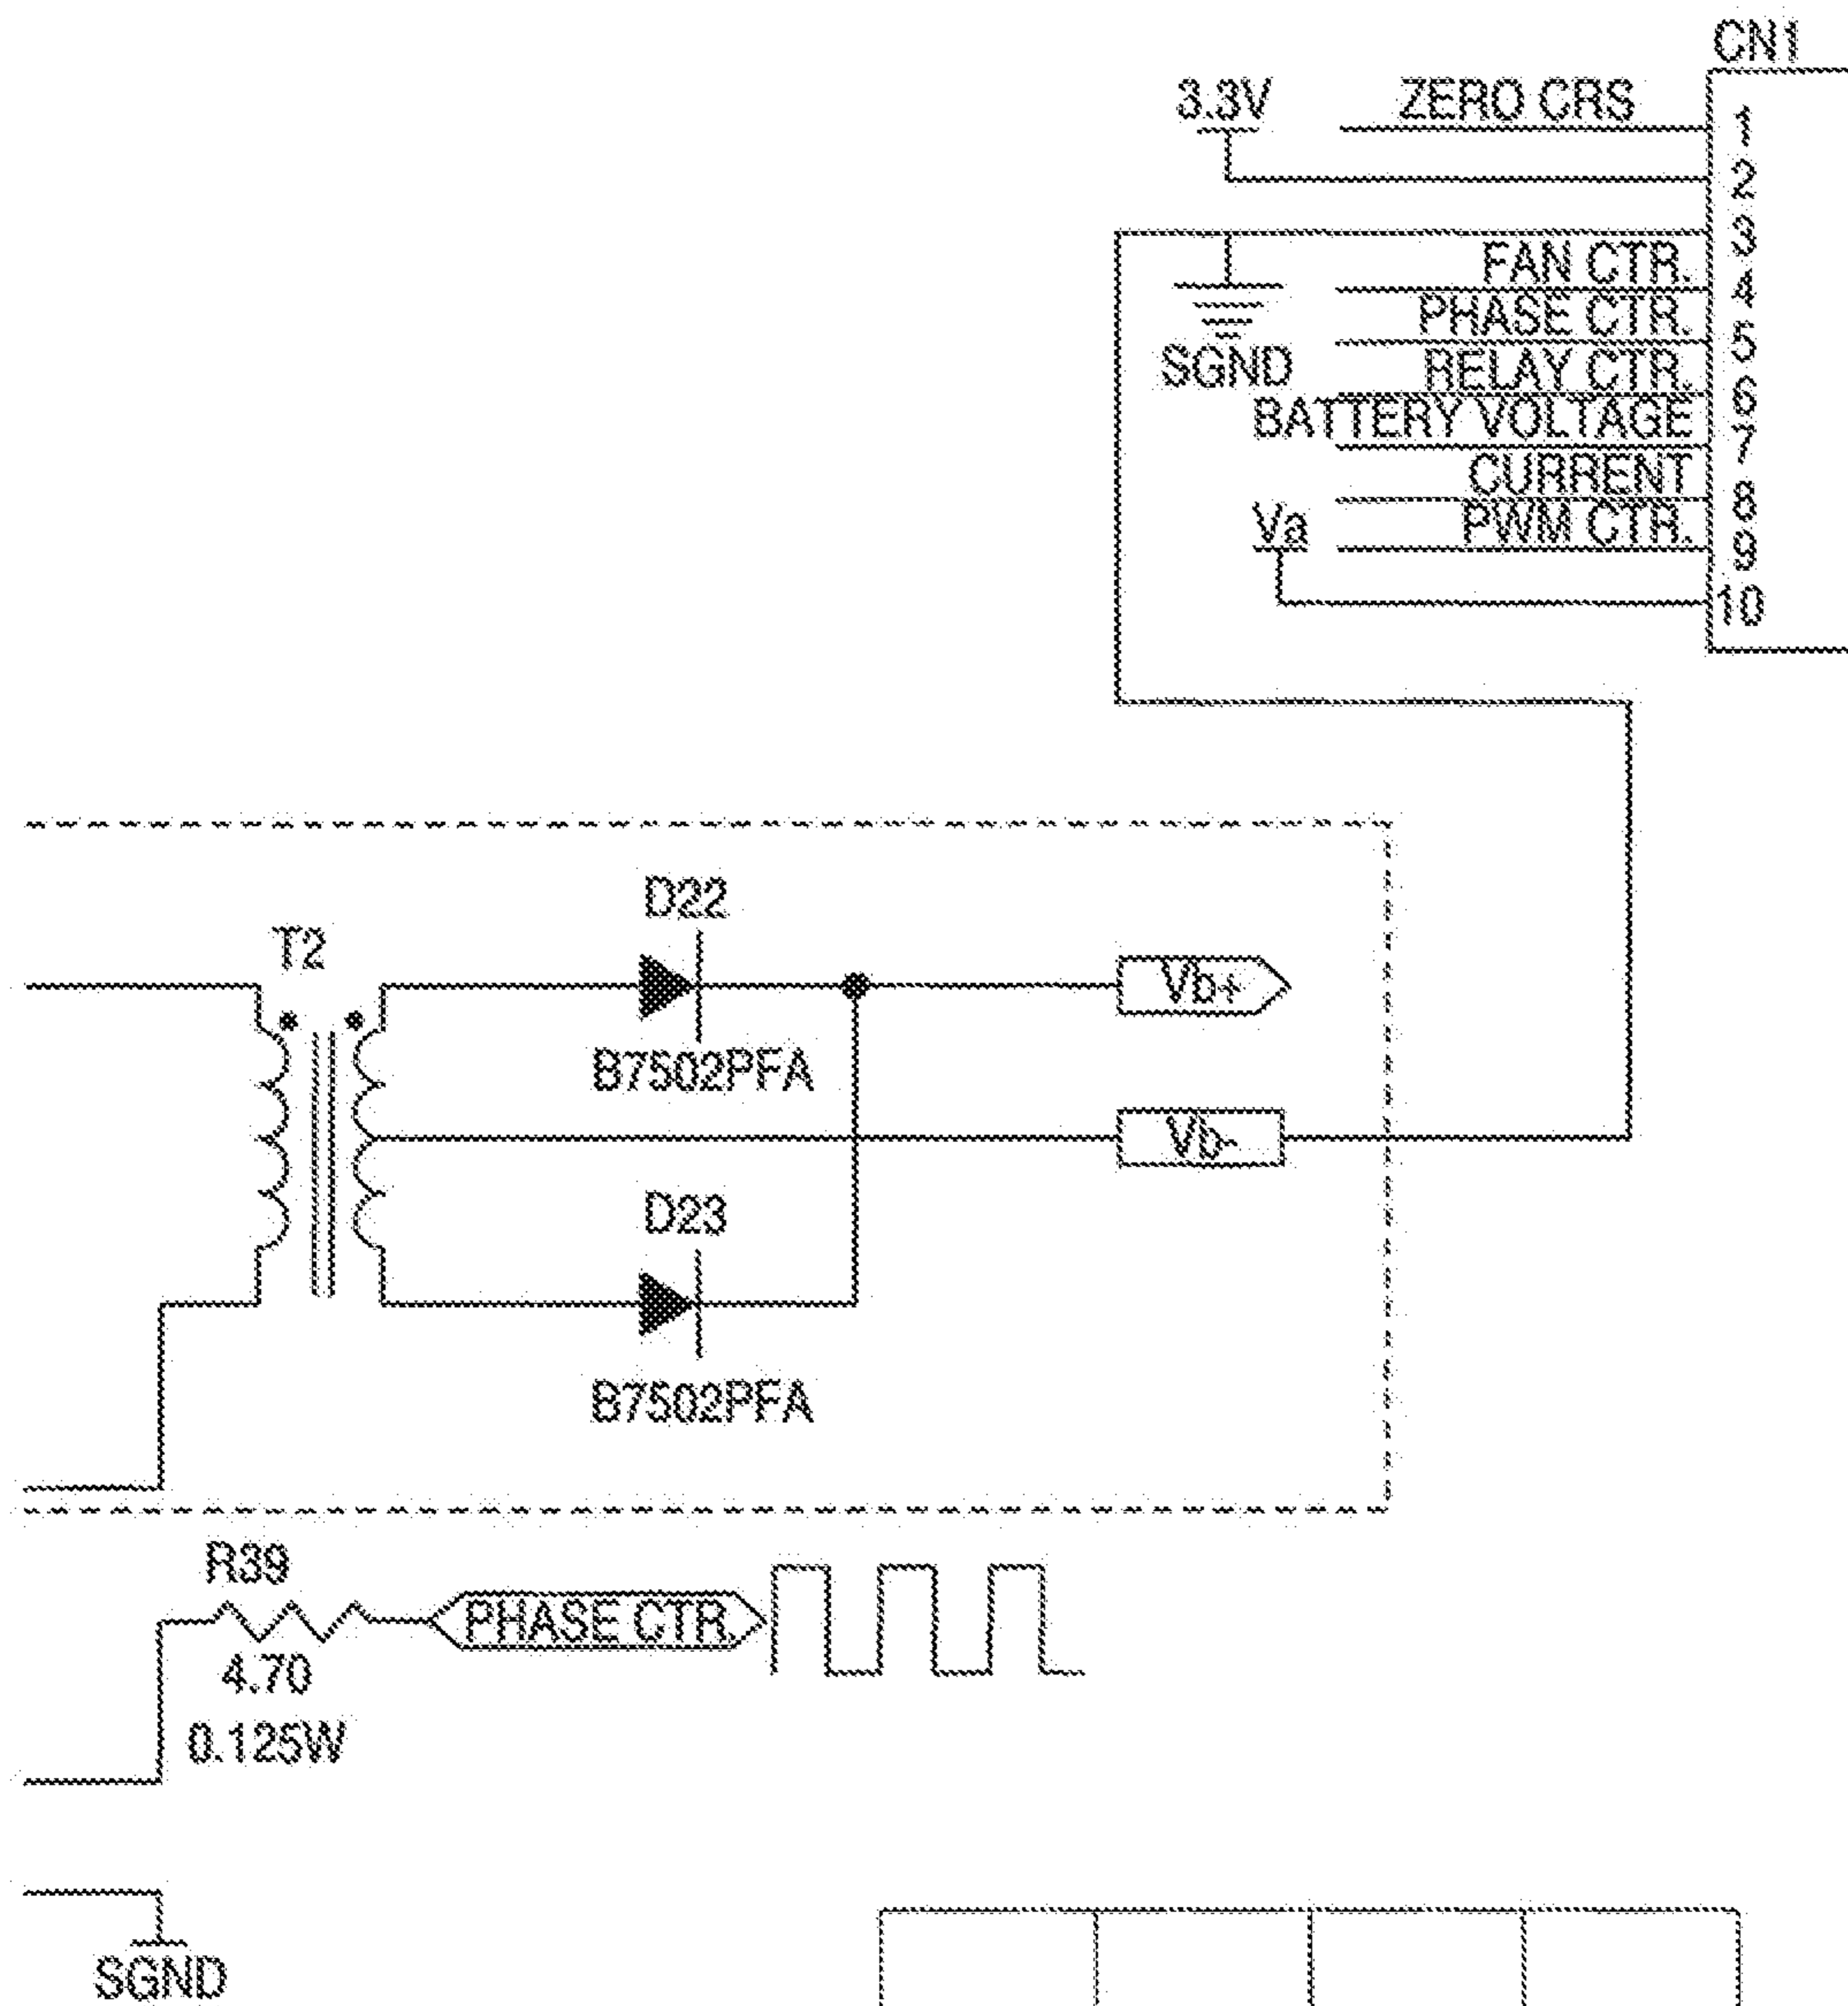 CN1
3.3V
ZERO CRS
1
2
3
FAN CTR.
4
PHASE CTR.
5
SGND
RELAY CTR.
6
BATTERY VOLTAGE
7
CURRENT
8
Va
PWM CTR.
9
10
D22
T2
Vb+
B7502PFA
Vb-
D23
B7502PFA
R39
PHASE CTR.
4.70
0.125W
SGND